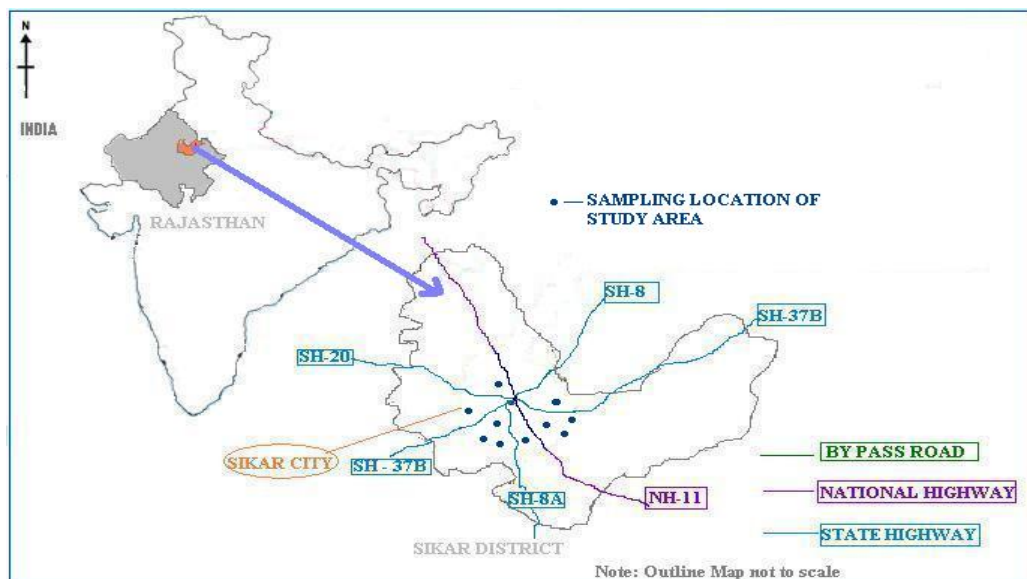 N
INDIA
RAJASTHAN
SAMPLING LOCATION OF
STUDY AREA
SH-8
SH-37B
SH-20
SIKAR CITY
SH - 37B
SH-8A
NH-11
SIKAR DISTRICT
BY PASS ROAD
NATIONAL HIGHWAY
STATE HIGHWAY
Note: Outline Map not to scale